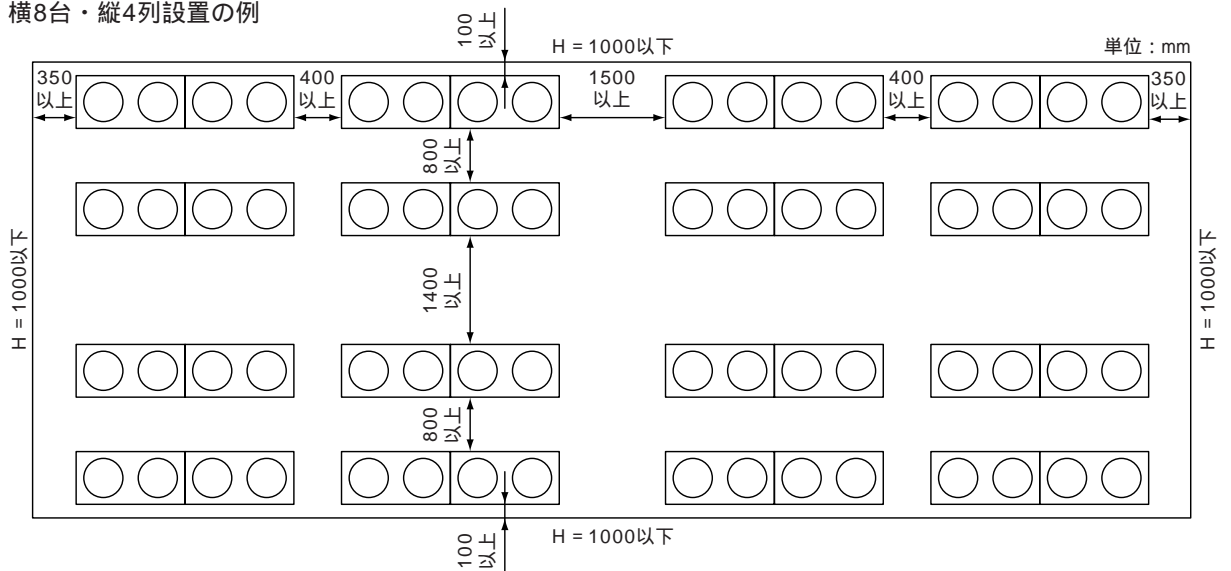 横8台・縦4列設置の例
100
以上
H = 1000以下
単位：mm
350
以上
400
以上
1500
以上
400
以上
350
以上
800
以上
H = 1000以下
1400
以上
H = 1000以下
800
以上
100
以上
H = 1000以下